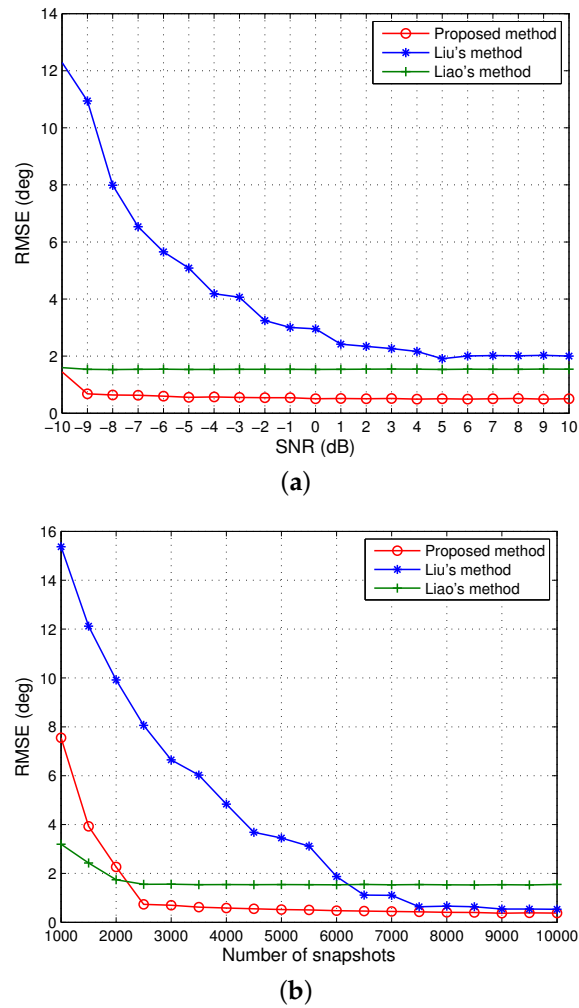 14
12
10
8
6
4
2
0
RMSE (deg)
Proposed method
Liu's method
Liao's method
−10 −9 −8 −7 −6 −5 −4 −3 −2 −1 0 1 2 3 4 5 6 7 8 9 10
SNR (dB)
(a)
16
14
12
10
8
6
4
2
0
RMSE (deg)
Proposed method
Liu's method
Liao's method
1000 2000 3000 4000 5000 6000 7000 8000 9000 10000
Number of snapshots
(b)